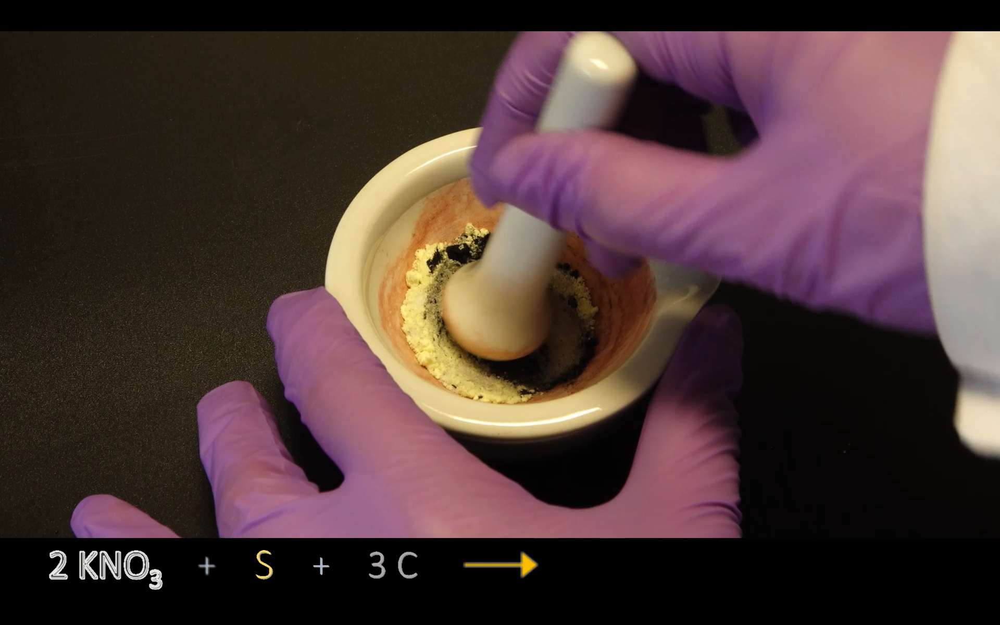 2 KNO₃ + S + 3 C →